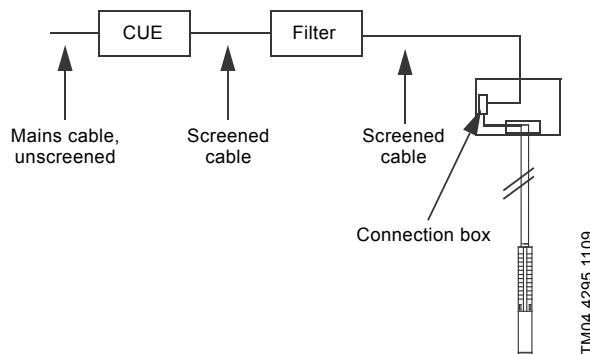 CUE
Filter
Mains cable,
unscreened
Screened
cable
Screened
cable
Connection box
TM04 4295 1109